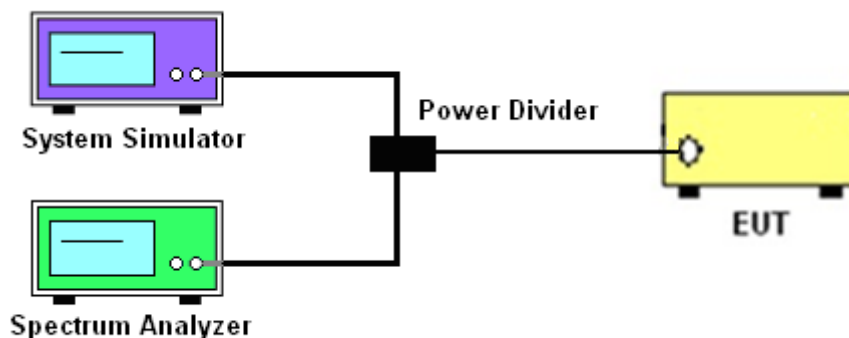 System Simulator
Power Divider
EUT
Spectrum Analyzer